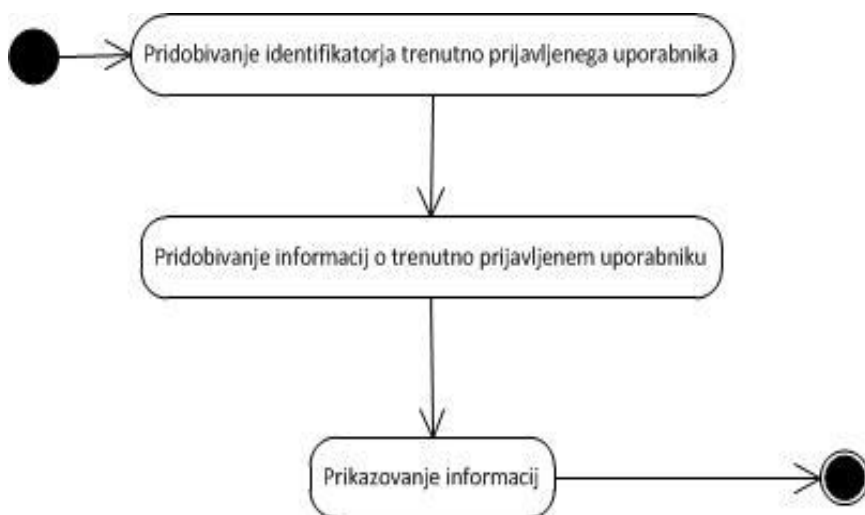 Pridobivanje identifikatorja trenutno prijavljenega uporabnika
Pridobivanje informacij o trenutno prijavljenem uporabniku
Prikazovanje informacij